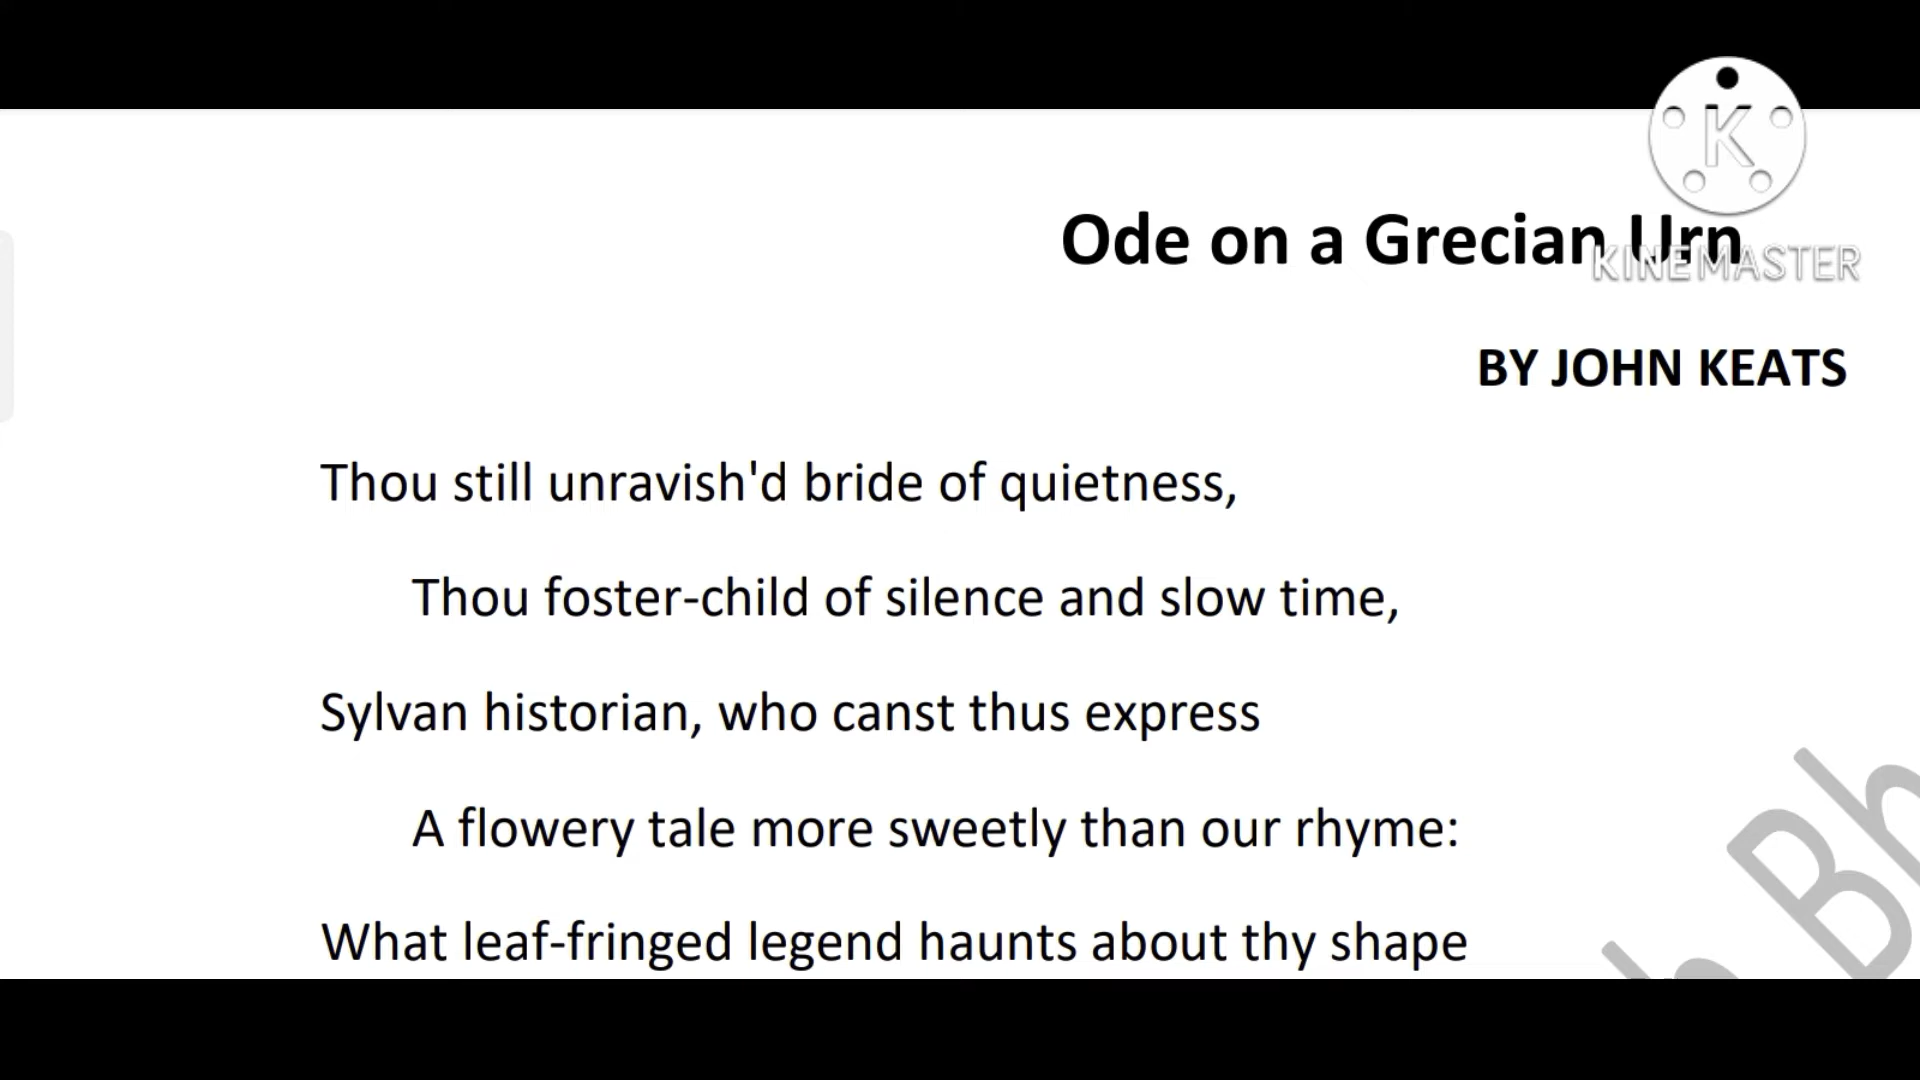 K
Ode on a Grecian Urn
KINEMASTER
BY JOHN KEATS
Thou still unravish'd bride of quietness,
Thou foster-child of silence and slow time,
Sylvan historian, who canst thus express
A flowery tale more sweetly than our rhyme:
What leaf-fringed legend haunts about thy shape